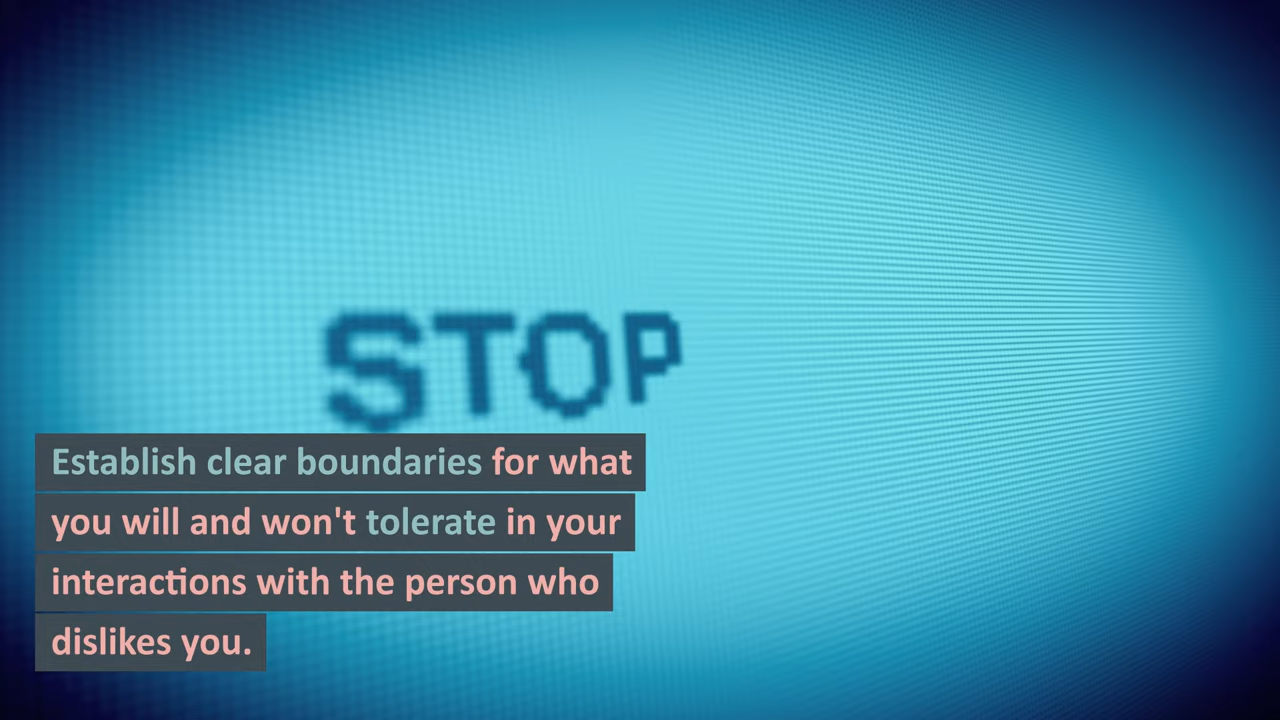 STOP
Establish clear boundaries for what
you will and won't tolerate in your
interactions with the person who
dislikes you.